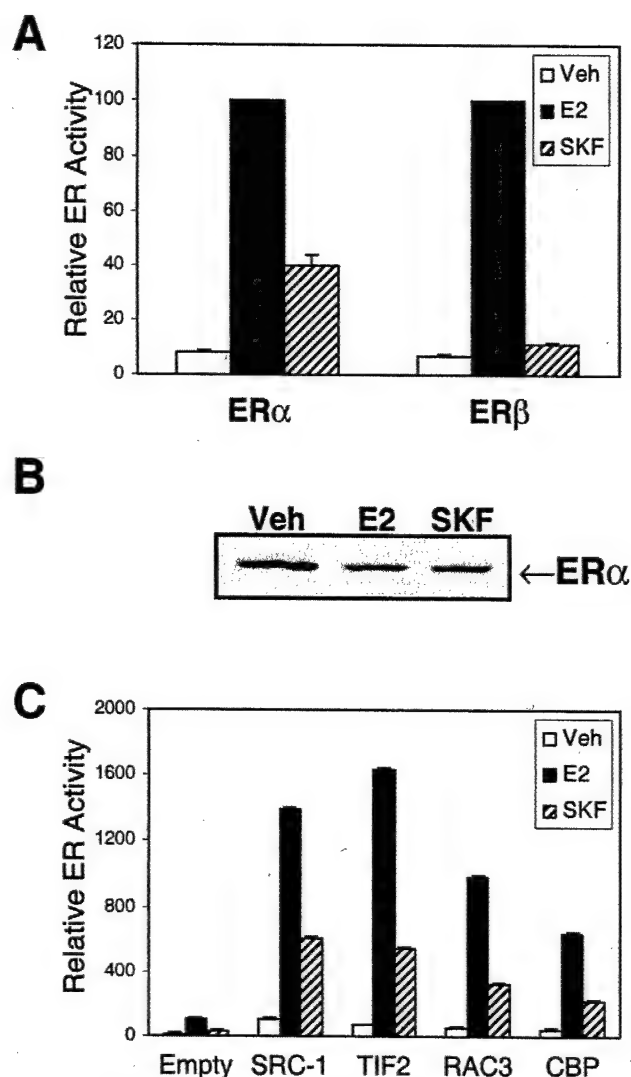 A
Relative ER Activity
120
100
80
60
40
20
0
Veh
E2
SKF
ERα
ERβ
B
Veh E2 SKF
←ERα
C
Relative ER Activity
2000
1600
1200
800
400
0
Veh
E2
SKF
Empty SRC-1 TIF2 RAC3 CBP